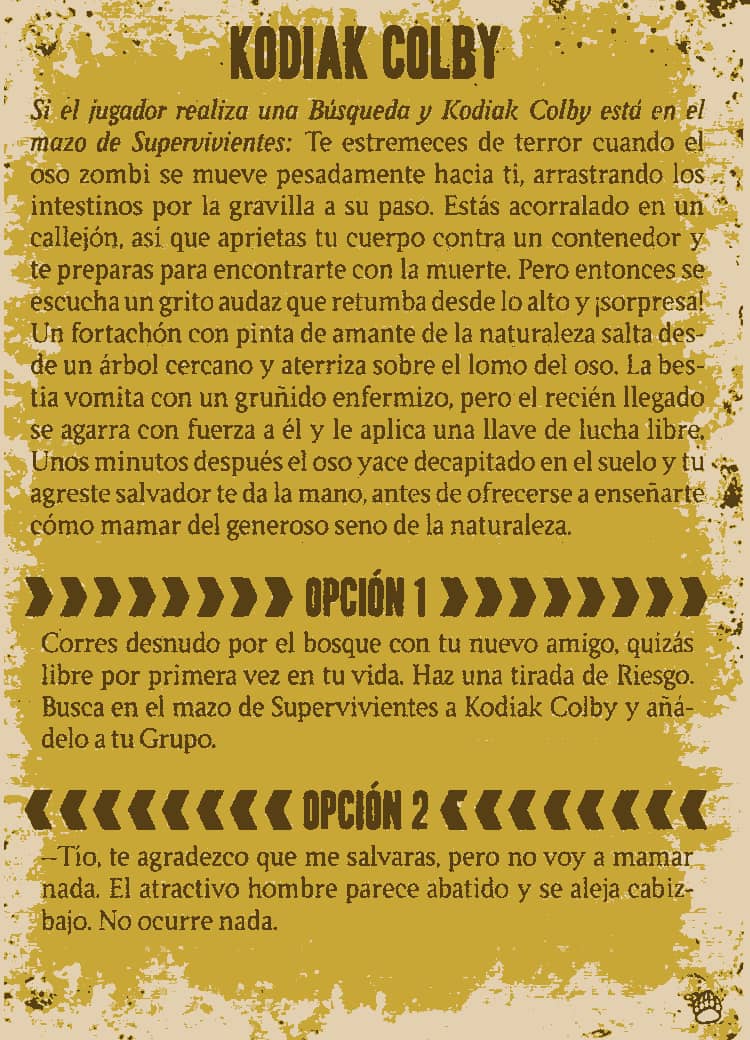 KODIAK COLBY
Si el jugador realiza una Búsqueda y Kodiak Colby está en el
mazo de Supervivientes: Te estremeces de terror cuando el
oso zombi se mueve pesadamente hacia ti, arrastrando los
intestinos por la gravilla a su paso. Estás acorralado en un
callejón, así que aprietas tu cuerpo contra un contenedor y
te preparas para encontrarte con la muerte. Pero entonces se
escucha un grito audaz que retumba desde lo alto y ¡sorpresa!
Un fortachón con pinta de amante de la naturaleza salta des-
de un árbol cercano y aterriza sobre el lomo del oso. La bes-
tia vomita con un gruñido enfermizo, pero el recién llegado
se agarra con fuerza a él y le aplica una llave de lucha libre.
Unos minutos después el oso yace decapitado en el suelo y tu
agreste salvador te da la mano, antes de ofrecerse a enseñarte
cómo mamar del generoso seno de la naturaleza.
OPCIÓN 1
Corres desnudo por el bosque con tu nuevo amigo, quizás
libre por primera vez en tu vida. Haz una tirada de Riesgo.
Busca en el mazo de Supervivientes a Kodiak Colby y añá-
delo a tu Grupo.
OPCIÓN 2
—Tío, te agradezco que me salvaras, pero no voy a mamar
nada. El atractivo hombre parece abatido y se aleja cabiz-
bajo. No ocurre nada.